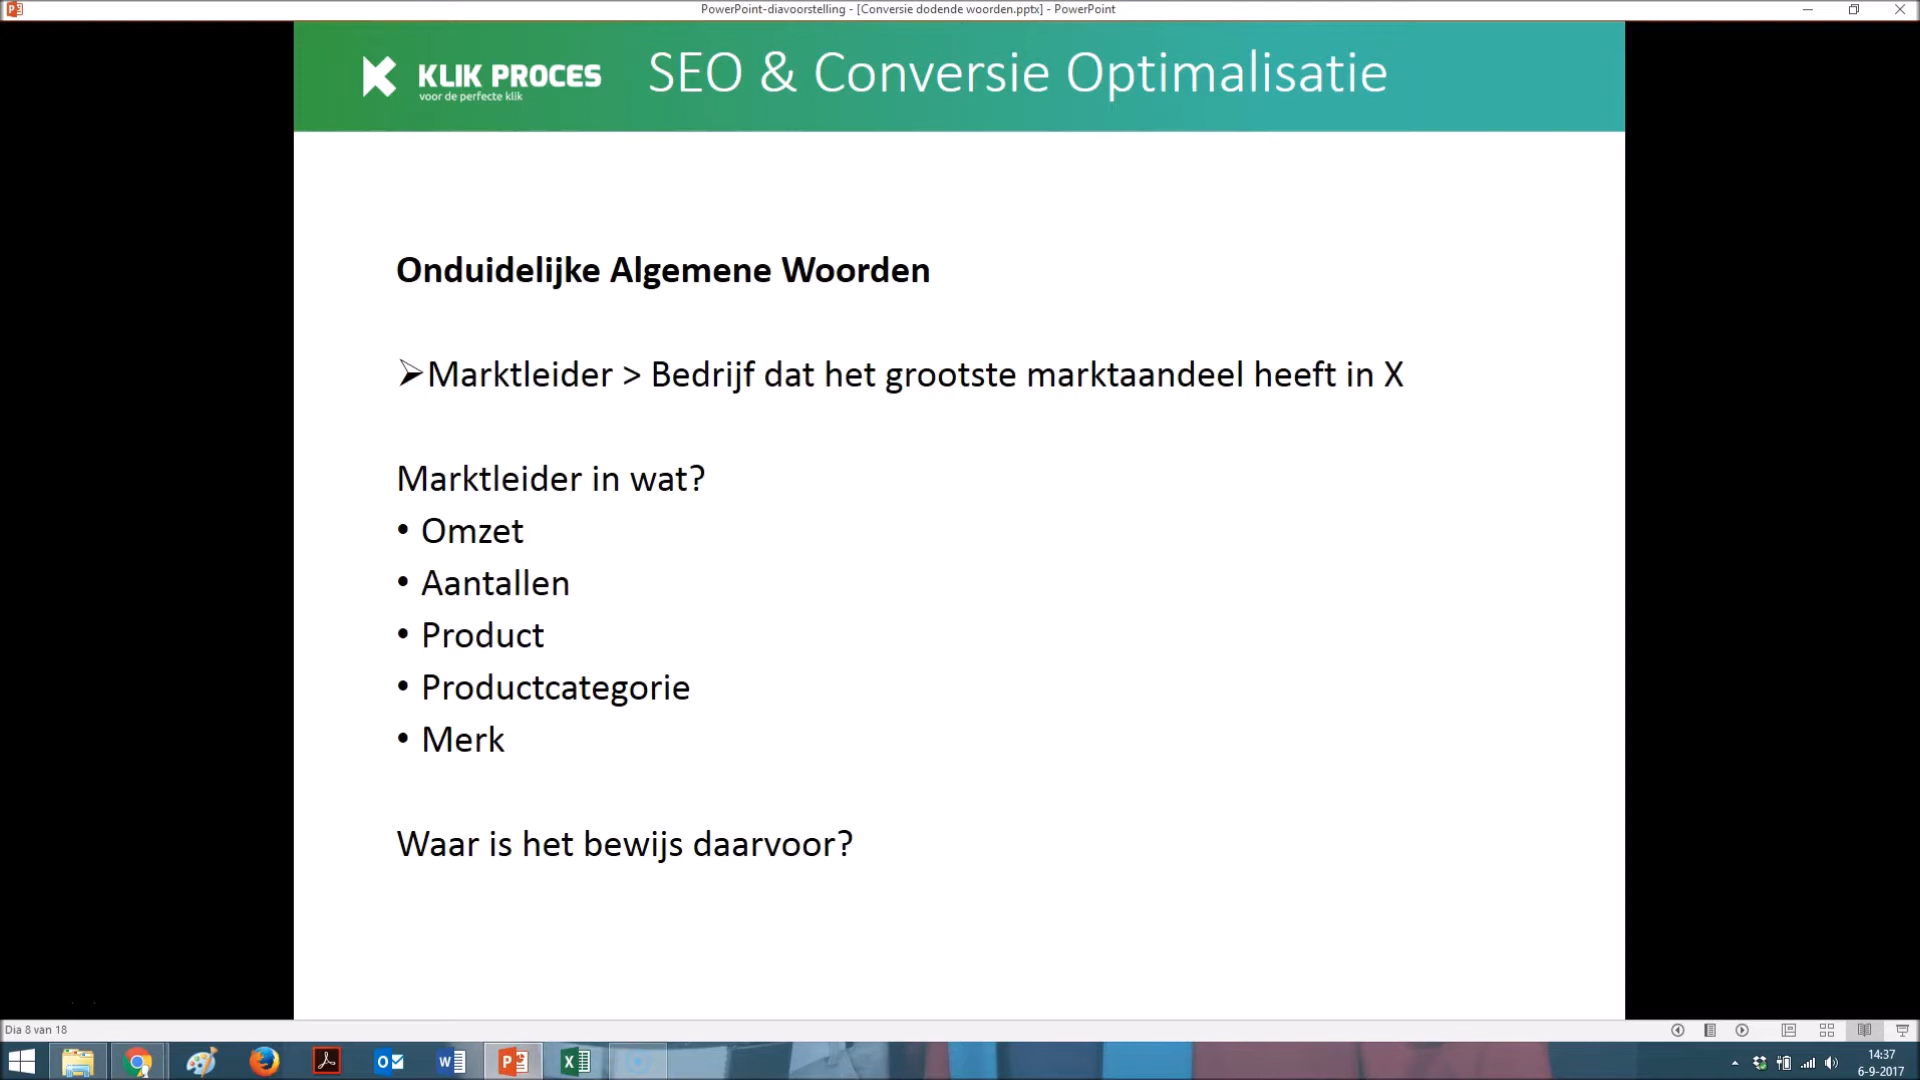 PowerPoint-diavoorstelling - [Conversie dodende woorden.pptx] - PowerPoint
KLIK PROCES
voor de perfecte klik
SEO & Conversie Optimalisatie
Onduidelijke Algemene Woorden
➢Marktleider > Bedrijf dat het grootste marktaandeel heeft in X
Marktleider in wat?
• Omzet
• Aantallen
• Product
• Productcategorie
• Merk
Waar is het bewijs daarvoor?
Dia 8 van 18
14:37
6-9-2017